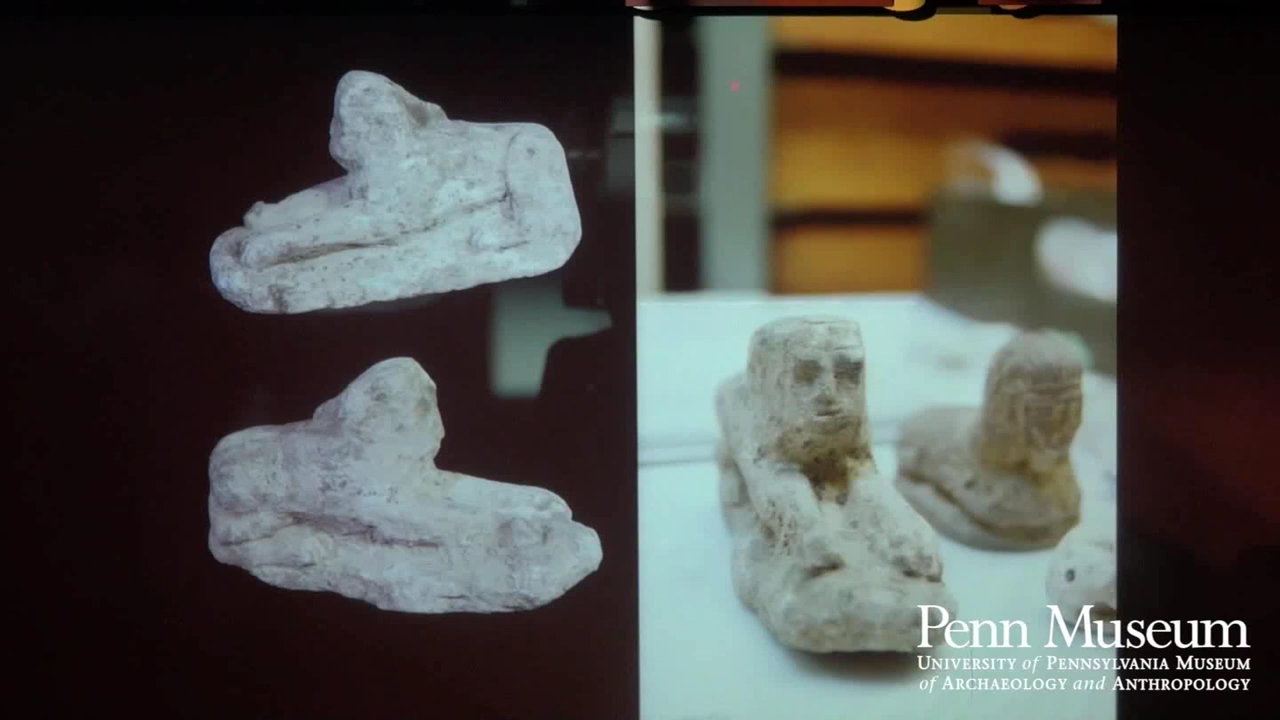 Penn Museum
UNIVERSITY of PENNSYLVANIA MUSEUM
of ARCHAEOLOGY and ANTHROPOLOGY